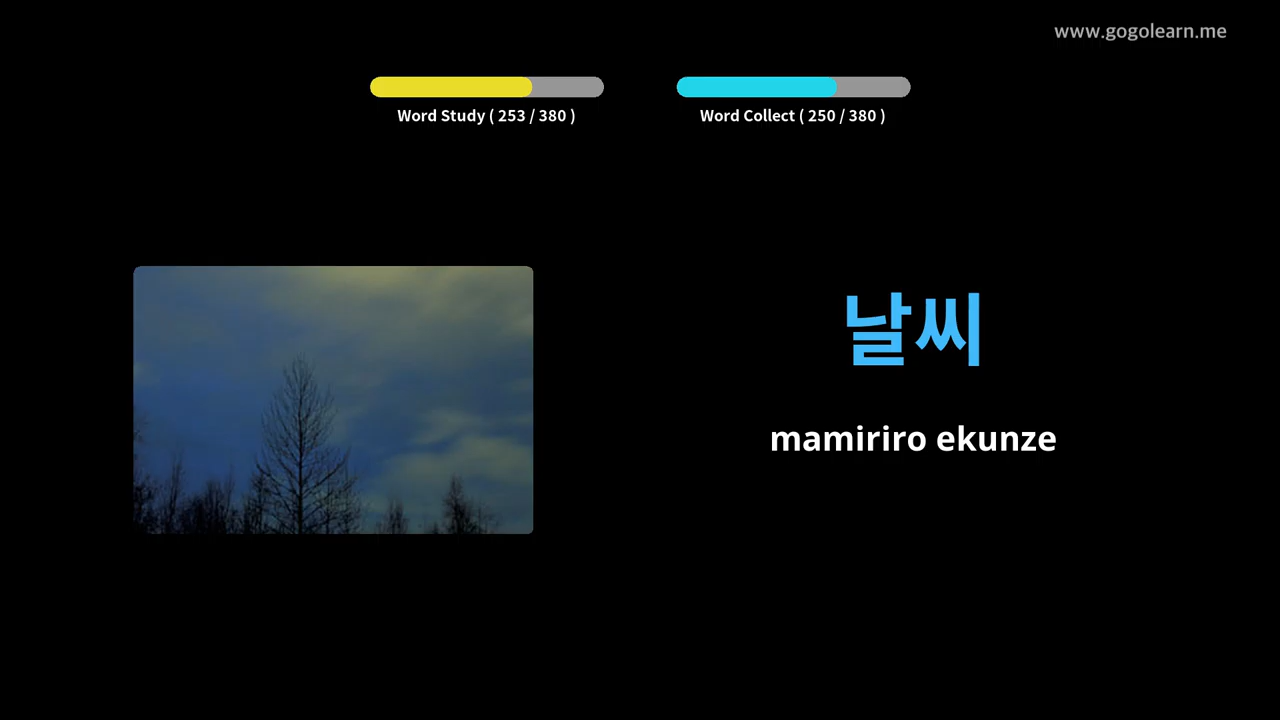 www.gogolearn.me
Word Study ( 253 / 380 )
Word Collect ( 250 / 380 )
날씨
mamiriro ekunze